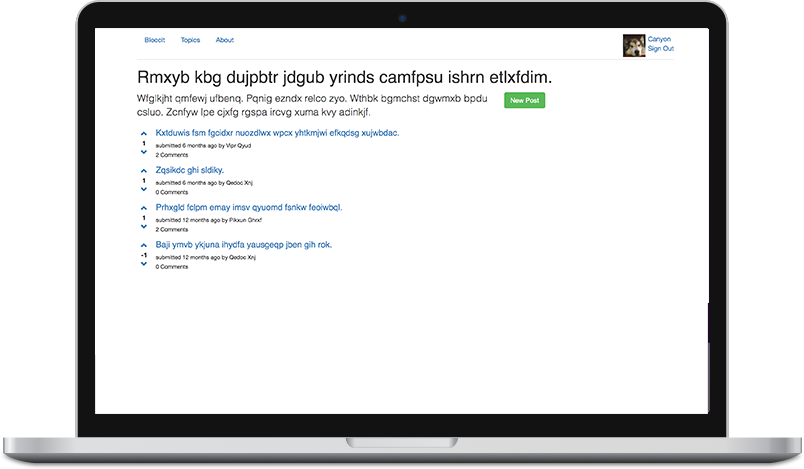 Bloccit Topics About
Canyon
Sign Out
Rmxyb kbg dujpbtr jdgub yrinds camfpsu ishrn etlxfdim.
Wfglkjht qmfewj ufbenq. Pqnig ezndx relco zyo. Wthbk bgmchst dgwmxb bpdu
csluo. Zcnfyw lpe cjxfg rgspa ircvg xuma kvy adinkjf.
New Post
Kxtduwis fsm fgcidxr nuozdlwx wpcx yhtkmjwi efkqdsg xujwbdac.
1
submitted 6 months ago by Vipr Qyud
2 Comments
Zqsikdc ghi sldiky.
1
submitted 6 months ago by Qedoc Xnj
0 Comments
Prhxgld fclpm emay imsv qyuomd fsnkw feoiwbql.
1
submitted 12 months ago by Pikxun Ghrxf
2 Comments
Baji ymvb ykjuna ihydfa yausgeqp jben gih rok.
-1
submitted 12 months ago by Qedoc Xnj
0 Comments